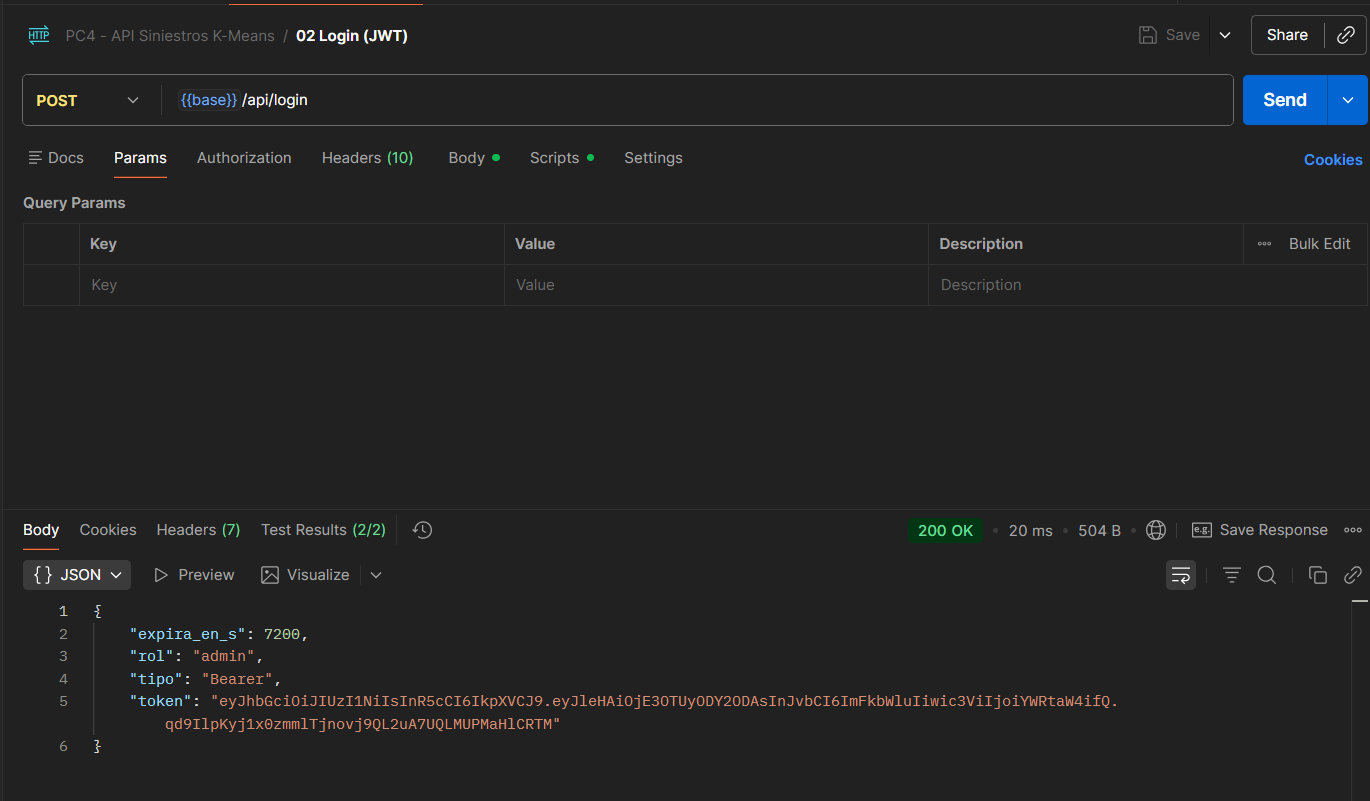 HTTP PC4 - API Siniestros K-Means / 02 Login (JWT) Save Share
POST {{base}} /api/login Send
Docs Params Authorization Headers (10) Body Scripts Settings Cookies
Query Params
Key Value Description Bulk Edit
Key Value Description
Body Cookies Headers (7) Test Results (2/2) 200 OK 20 ms 504 B e.g. Save Response
{} JSON Preview Visualize
1 {
2 "expira_en_s": 7200,
3 "rol": "admin",
4 "tipo": "Bearer",
5 "token": "eyJhbGciOiJIUzI1NiIsInR5cCI6IkpXVCJ9.eyJleHAiOjE3OTUyODY2ODAsInJvbCI6ImFkbWluIiwic3ViIjoiYWRtaW4ifQ.
qd9IlpKyj1x0zmmlTjnovj9QL2uA7UQLMUPMaHlCRTM"
6 }